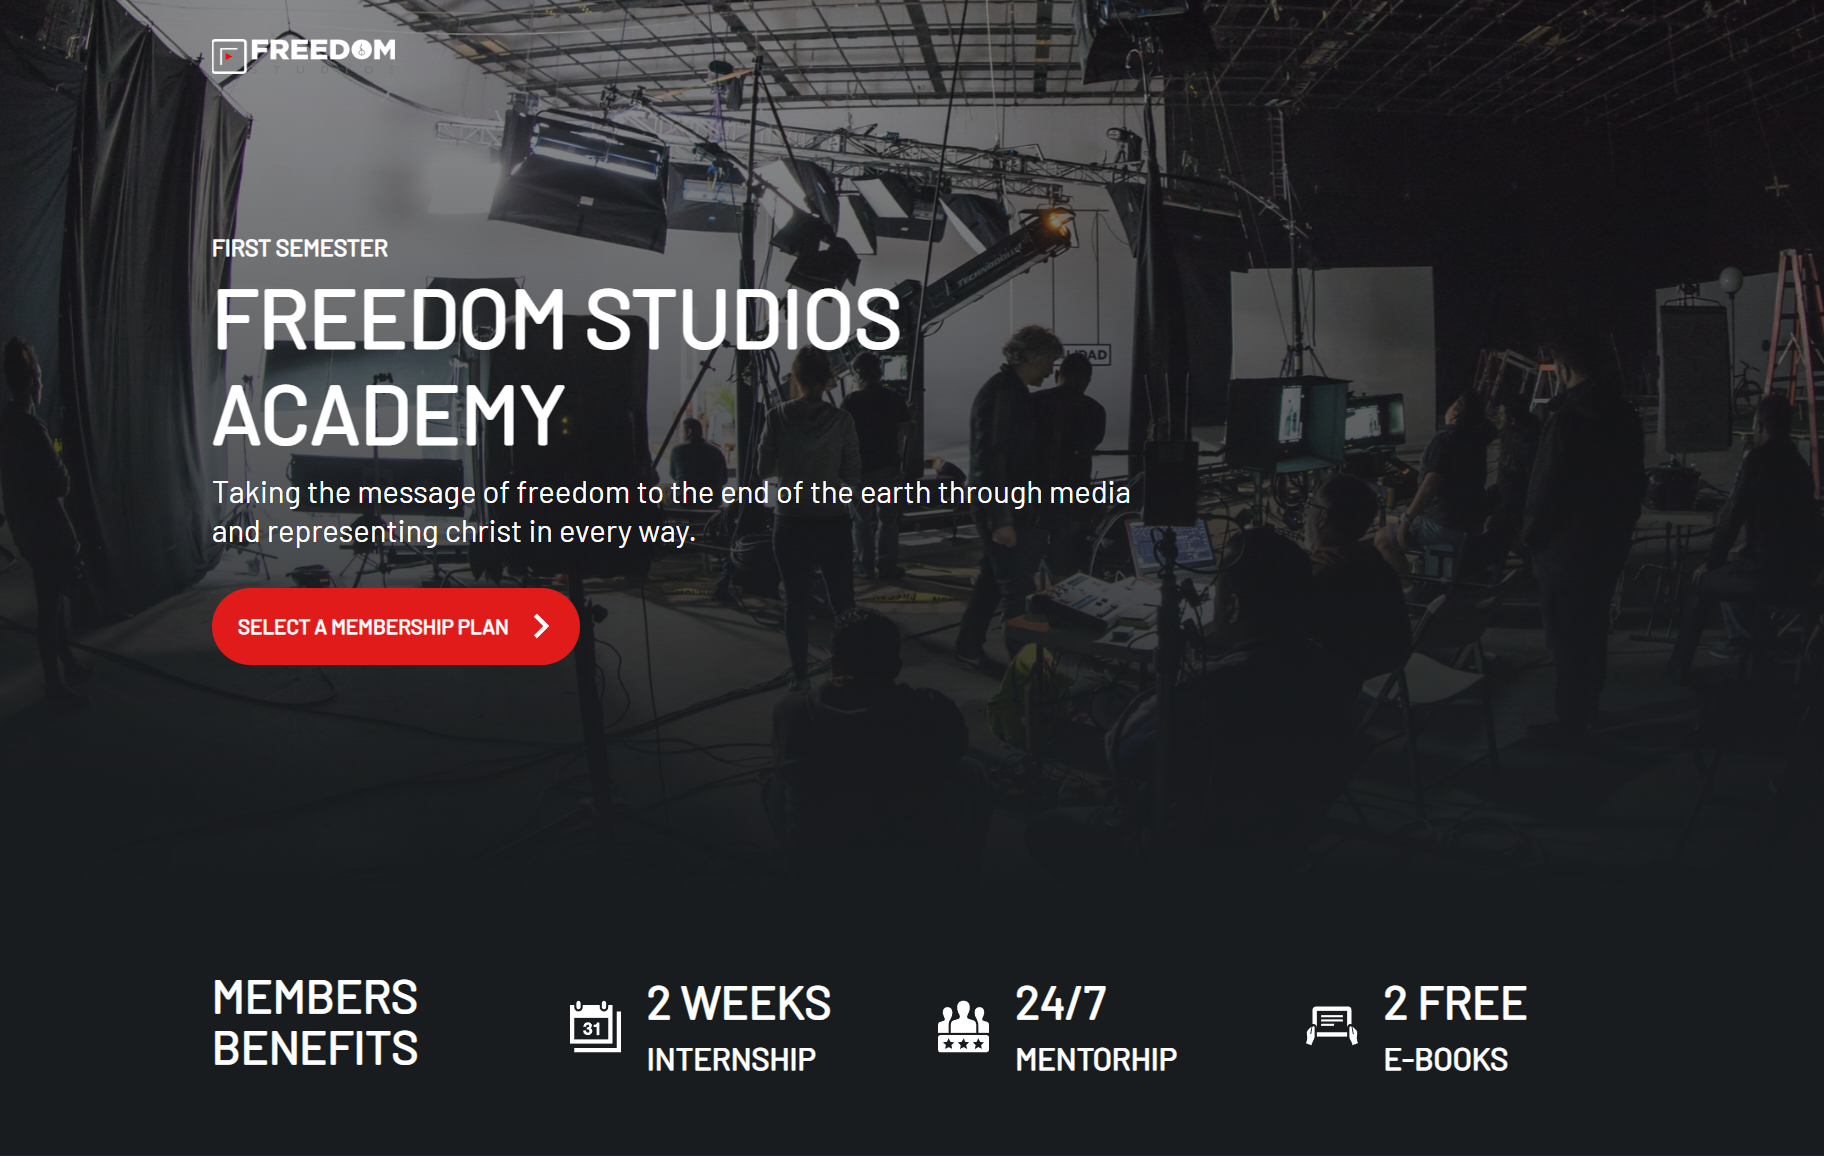 FREEDOM
STUDIOS
FIRST SEMESTER
FREEDOM STUDIOS
ACADEMY
Taking the message of freedom to the end of the earth through media
and representing christ in every way.
SELECT A MEMBERSHIP PLAN
MEMBERS
BENEFITS
31
2 WEEKS
INTERNSHIP
24/7
MENTORHIP
2 FREE
E-BOOKS